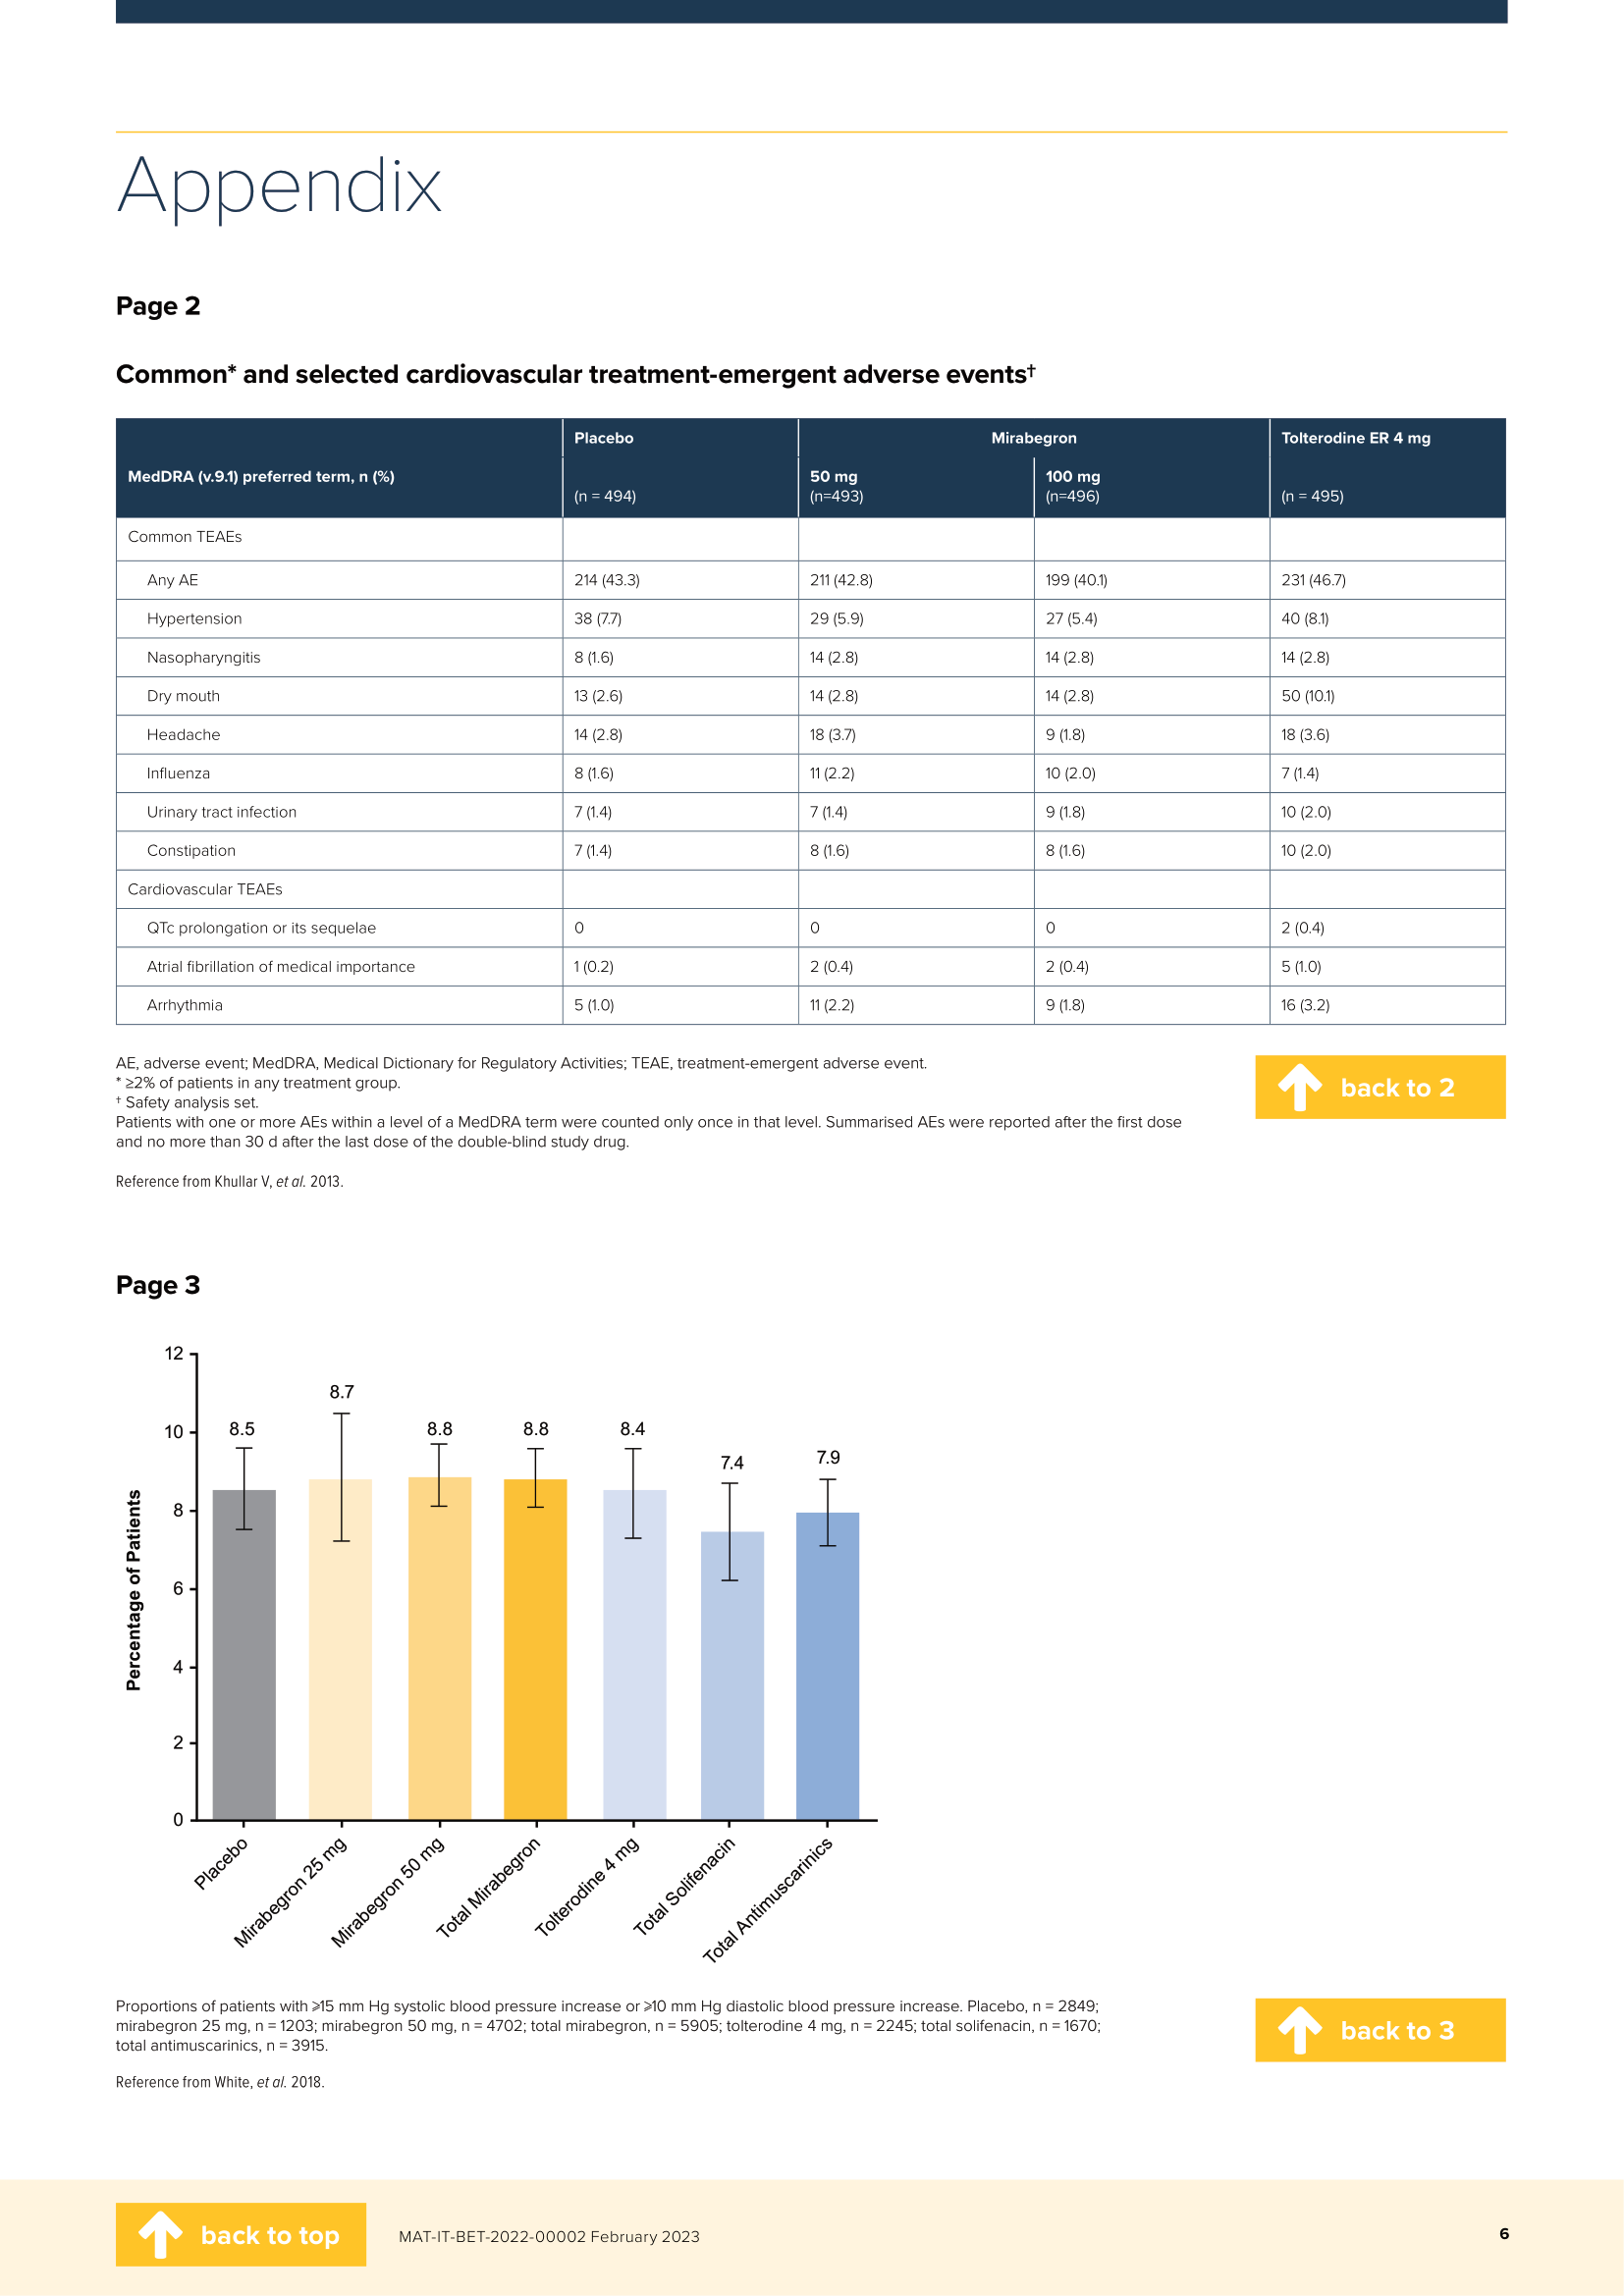 Appendix
Page 2
Common* and selected cardiovascular treatment-emergent adverse events†
Placebo Mirabegron Tolterodine ER 4 mg
MedDRA (v.9.1) preferred term, n (%) 50 mg 100 mg
(n = 494) (n=493) (n=496) (n = 495)
Common TEAEs
Any AE 214 (43.3) 211 (42.8) 199 (40.1) 231 (46.7)
Hypertension 38 (7.7) 29 (5.9) 27 (5.4) 40 (8.1)
Nasopharyngitis 8 (1.6) 14 (2.8) 14 (2.8) 14 (2.8)
Dry mouth 13 (2.6) 14 (2.8) 14 (2.8) 50 (10.1)
Headache 14 (2.8) 18 (3.7) 9 (1.8) 18 (3.6)
Influenza 8 (1.6) 11 (2.2) 10 (2.0) 7 (1.4)
Urinary tract infection 7 (1.4) 7 (1.4) 9 (1.8) 10 (2.0)
Constipation 7 (1.4) 8 (1.6) 8 (1.6) 10 (2.0)
Cardiovascular TEAEs
QTc prolongation or its sequelae 0 0 0 2 (0.4)
Atrial fibrillation of medical importance 1 (0.2) 2 (0.4) 2 (0.4) 5 (1.0)
Arrhythmia 5 (1.0) 11 (2.2) 9 (1.8) 16 (3.2)
AE, adverse event; MedDRA, Medical Dictionary for Regulatory Activities; TEAE, treatment-emergent adverse event.
* ≥2% of patients in any treatment group.
† Safety analysis set.
Patients with one or more AEs within a level of a MedDRA term were counted only once in that level. Summarised AEs were reported after the first dose
and no more than 30 d after the last dose of the double-blind study drug.
back to 2
Reference from Khullar V, et al. 2013.
Page 3
Percentage of Patients
12
10
8
6
4
2
0
8.5
8.7
8.8
8.8
8.4
7.4
7.9
Placebo
Mirabegron 25 mg
Mirabegron 50 mg
Total Mirabegron
Tolterodine 4 mg
Total Solifenacin
Total Antimuscarinics
Proportions of patients with ⩾15 mm Hg systolic blood pressure increase or ⩾10 mm Hg diastolic blood pressure increase. Placebo, n = 2849;
mirabegron 25 mg, n = 1203; mirabegron 50 mg, n = 4702; total mirabegron, n = 5905; tolterodine 4 mg, n = 2245; total solifenacin, n = 1670;
total antimuscarinics, n = 3915.
back to 3
Reference from White, et al. 2018.
back to top
MAT-IT-BET-2022-00002 February 2023
6